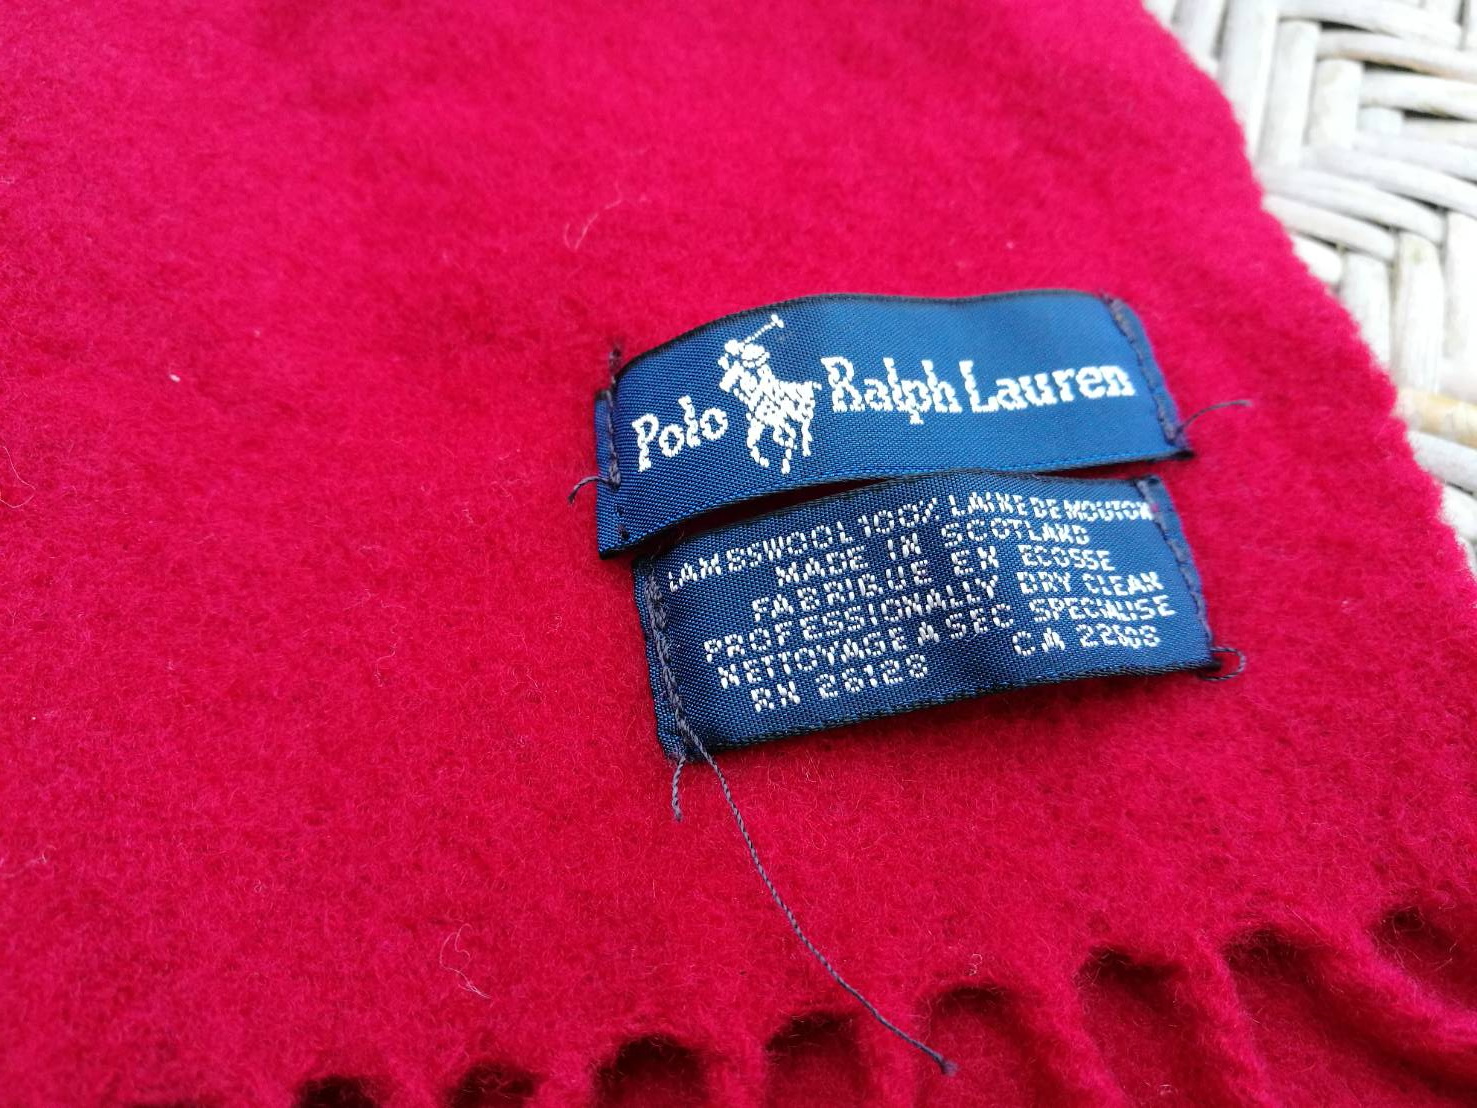 Polo Ralph Lauren
LAMBSWOOL 100% LAINE DE MOUTON
MADE IN SCOTLAND
FABRIQUE EN ECOSSE
PROFESSIONALLY DRY CLEAN
NETTOYAGE A SEC SPECIALISE
RN 26128 CA 22108